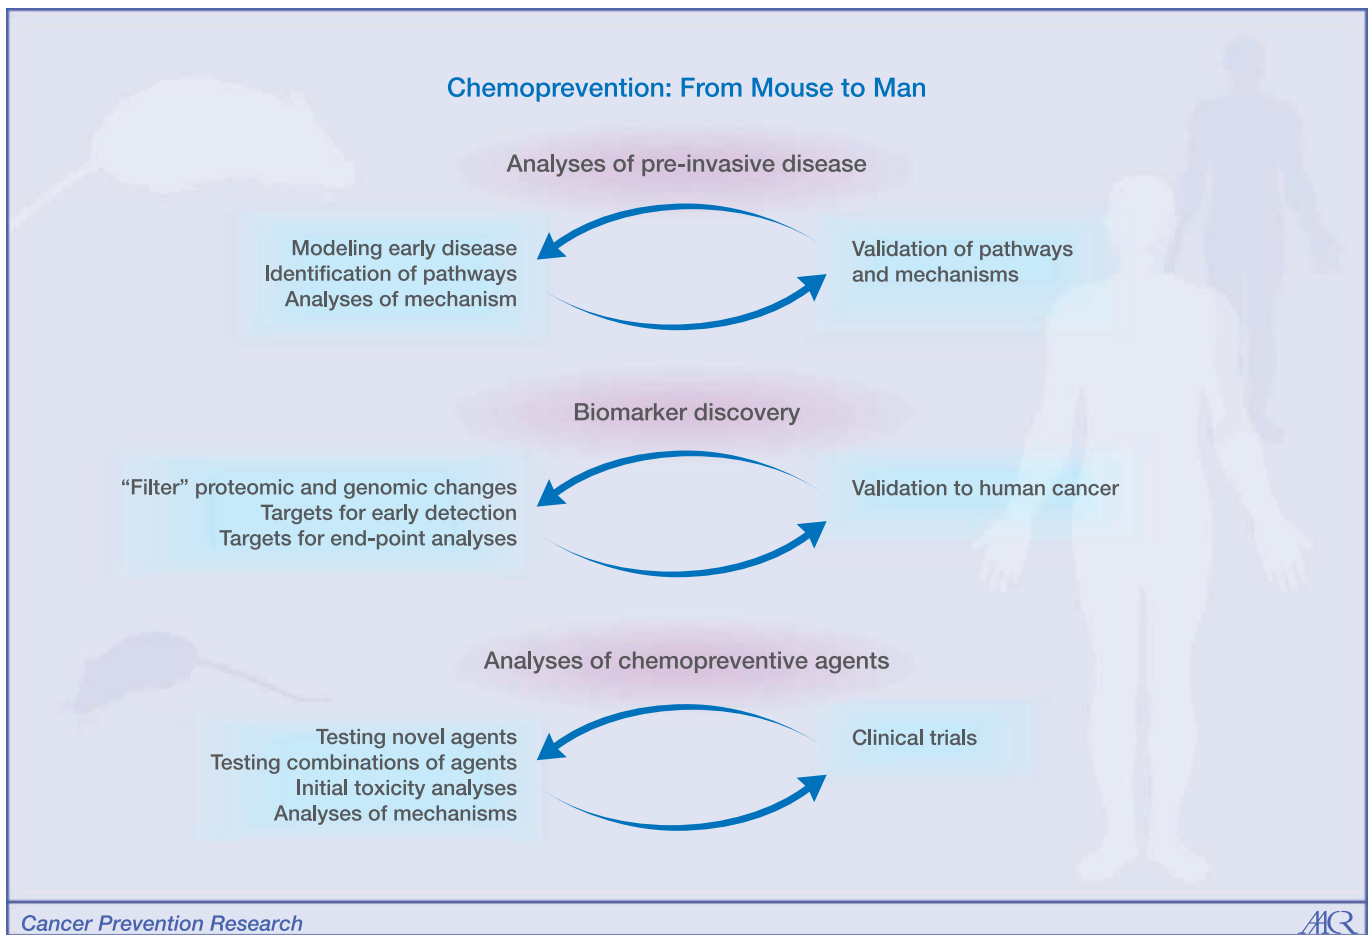 Chemoprevention: From Mouse to Man
Analyses of pre-invasive disease
Modeling early disease
Identification of pathways
Analyses of mechanism
Validation of pathways
and mechanisms
Biomarker discovery
“Filter” proteomic and genomic changes
Targets for early detection
Targets for end-point analyses
Validation to human cancer
Analyses of chemopreventive agents
Testing novel agents
Testing combinations of agents
Initial toxicity analyses
Analyses of mechanisms
Clinical trials
Cancer Prevention Research
AACR